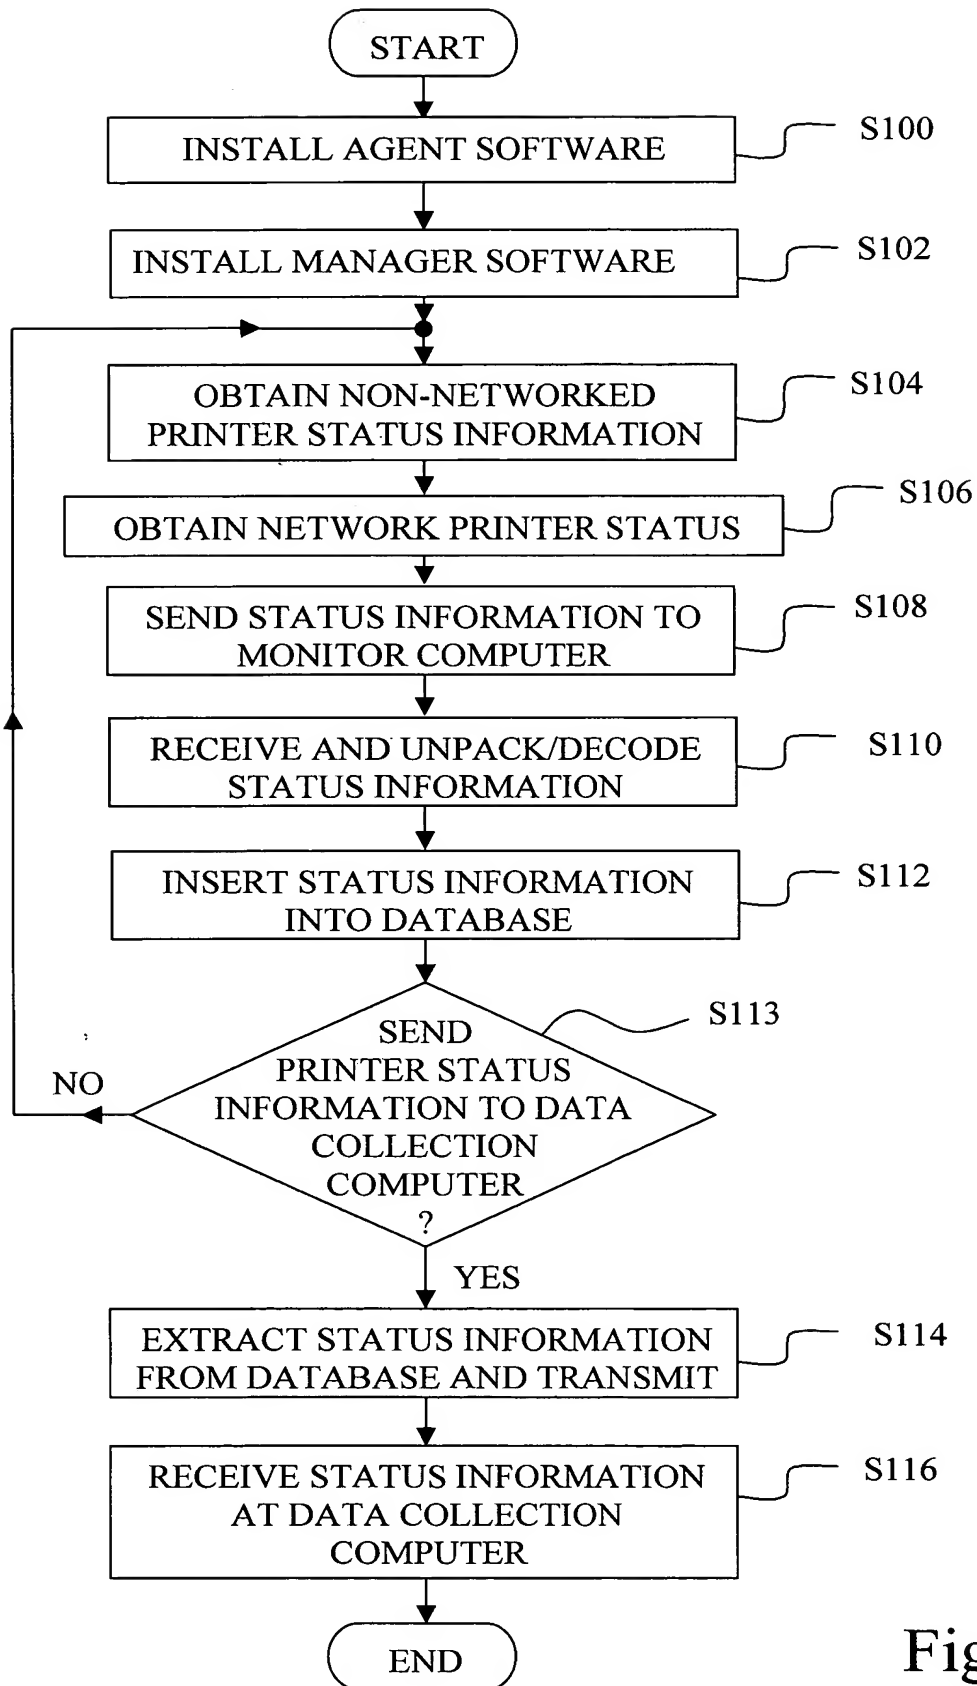 START
INSTALL AGENT SOFTWARE
S100
INSTALL MANAGER SOFTWARE
S102
OBTAIN NON-NETWORKED
PRINTER STATUS INFORMATION
S104
OBTAIN NETWORK PRINTER STATUS
S106
SEND STATUS INFORMATION TO
MONITOR COMPUTER
S108
RECEIVE AND UNPACK/DECODE
STATUS INFORMATION
S110
INSERT STATUS INFORMATION
INTO DATABASE
S112
SEND
PRINTER STATUS
INFORMATION TO DATA
COLLECTION
COMPUTER
?
S113
NO
YES
EXTRACT STATUS INFORMATION
FROM DATABASE AND TRANSMIT
S114
RECEIVE STATUS INFORMATION
AT DATA COLLECTION
COMPUTER
S116
END
Fig